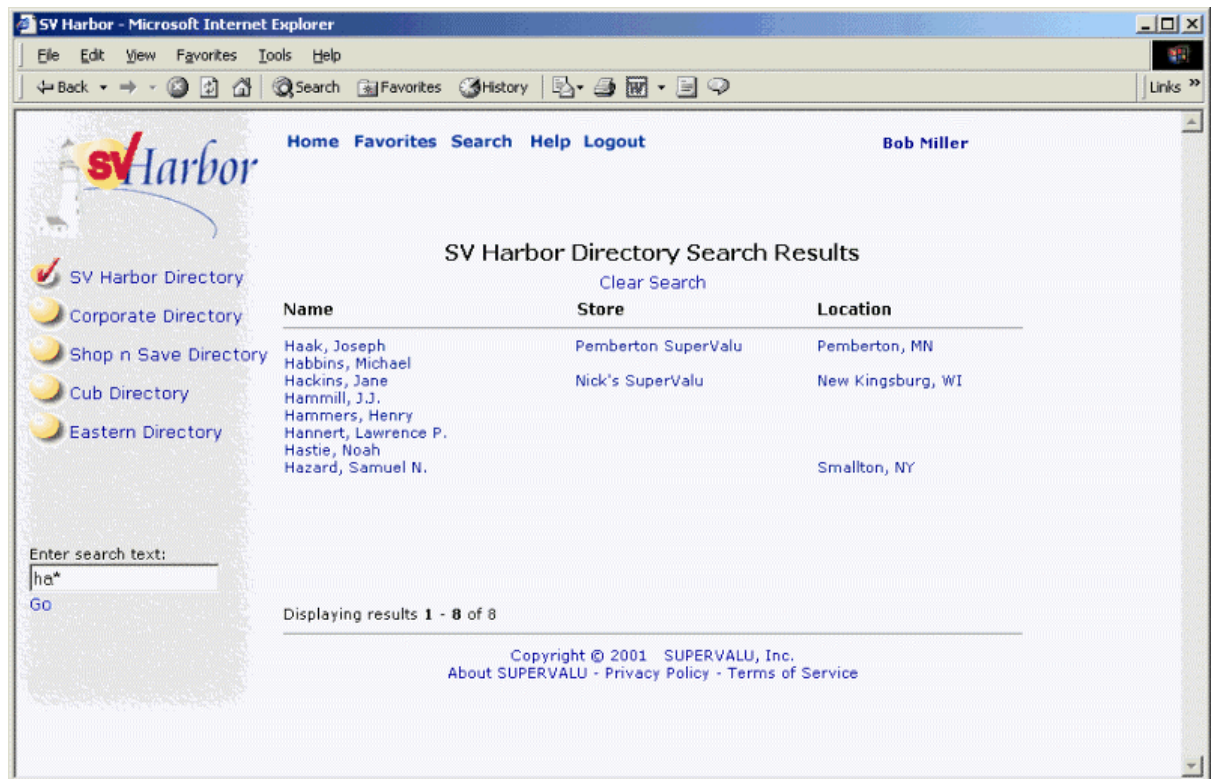 SV Harbor - Microsoft Internet Explorer
File Edit View Favorites Tools Help
Back Search Favorites History Links »
SV Harbor
Home Favorites Search Help Logout Bob Miller
SV Harbor Directory Search Results
Clear Search
SV Harbor Directory
Corporate Directory
Shop n Save Directory
Cub Directory
Eastern Directory
Name Store Location
Haak, Joseph Pemberton SuperValu Pemberton, MN
Habbins, Michael
Hackins, Jane Nick's SuperValu New Kingsburg, WI
Hammill, J.J.
Hammers, Henry
Hannert, Lawrence P.
Hastie, Noah
Hazard, Samuel N. Smallton, NY
Enter search text:
ha*
Go
Displaying results 1 - 8 of 8
Copyright © 2001 SUPERVALU, Inc.
About SUPERVALU - Privacy Policy - Terms of Service